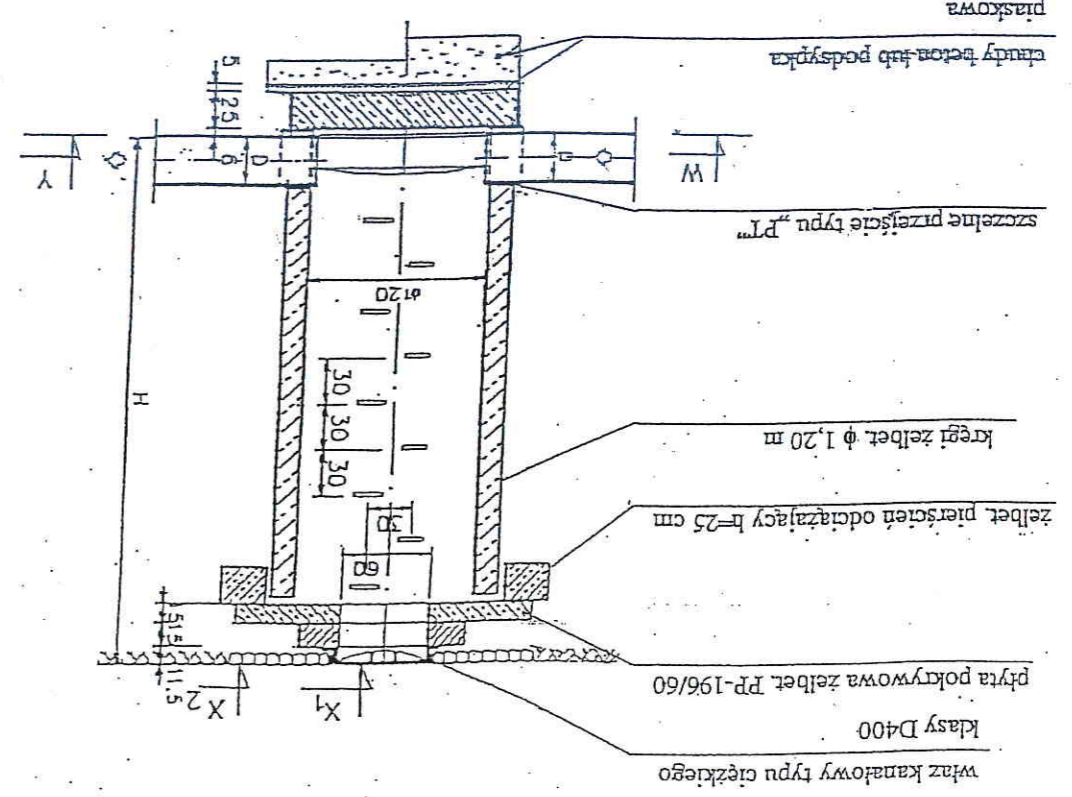 właz kanałowy typu ciężkiego
klasy D400
X1
X2
11.5
płyta pokrywowa żelbet. PP-196/60
60
żelbet. pierścień odciążający h=25 cm
30
30
30
30
kręgi żelbet. ϕ 1,20 m
H
ϕ120
szczelne przejście typu „PT”
W
Y
D
D
6
25
5
chudy beton lub podsypka
piaskowa